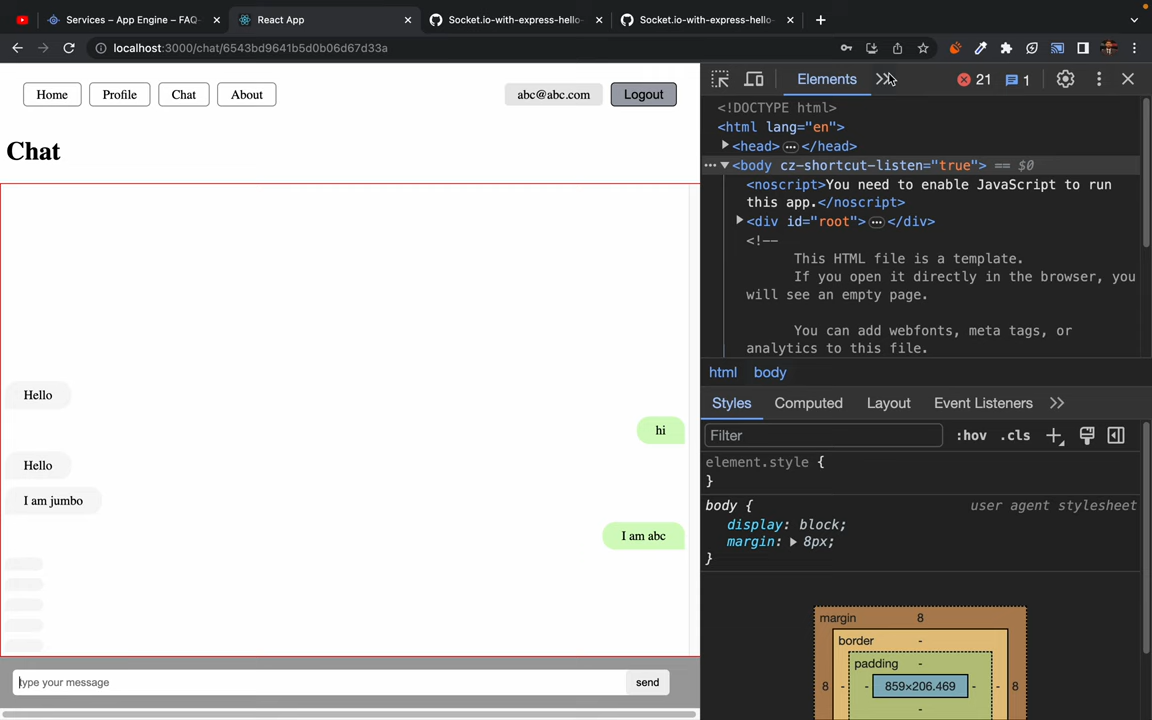 Services – App Engine – FAQ-
React App
Socket.io-with-express-hello-
Socket.io-with-express-hello-
localhost:3000/chat/6543bd9641b5d0b06d67d33a
Home
Profile
Chat
About
abc@abc.com
Logout
Chat
Hello
hi
Hello
I am jumbo
I am abc
type your message
send
Elements
21
1
<!DOCTYPE html>
<html lang="en">
<head> ••• </head>
••• <body cz-shortcut-listen="true"> == $0
<noscript>You need to enable JavaScript to run
this app.</noscript>
<div id="root"> ••• </div>
<!--
This HTML file is a template.
If you open it directly in the browser, you
will see an empty page.
You can add webfonts, meta tags, or
analytics to this file.
html
body
Styles
Computed
Layout
Event Listeners
Filter
:hov
.cls
element.style {
}
body {
user agent stylesheet
display: block;
margin: 8px;
}
margin
8
border
-
padding
-
8
-
-
859×206.469
-
-
8
-